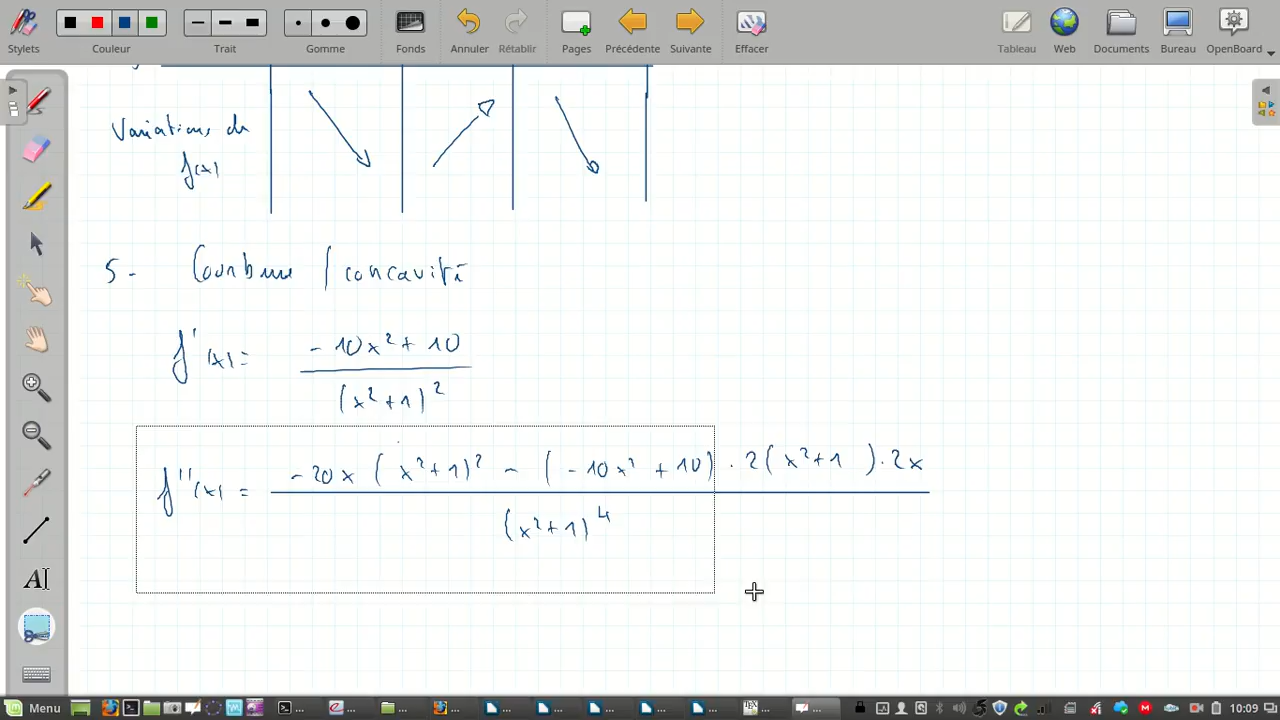 Stylets Couleur Trait Gomme Fonds Annuler Rétablir Pages Précédente Suivante Effacer Tableau Web Documents Bureau OpenBoard
Variations de
f(x)
5 - Courbure / concavité
f'(x) = -10x² + 10
(x² + 1)²
f''(x) = -20x (x² + 1)² - (-10x² + 10) . 2(x² + 1) . 2x
(x² + 1)⁴
Menu 10:09